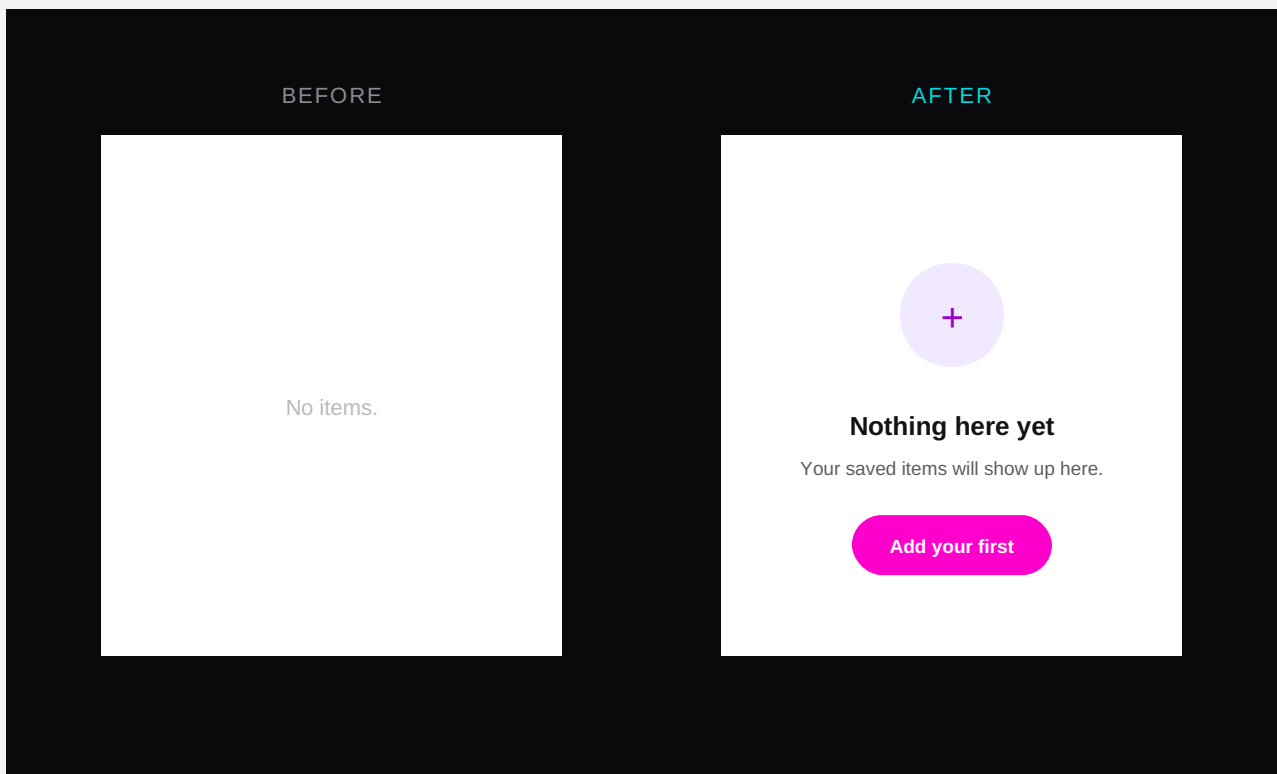 BEFORE
No items.
AFTER
+
Nothing here yet
Your saved items will show up here.
Add your first